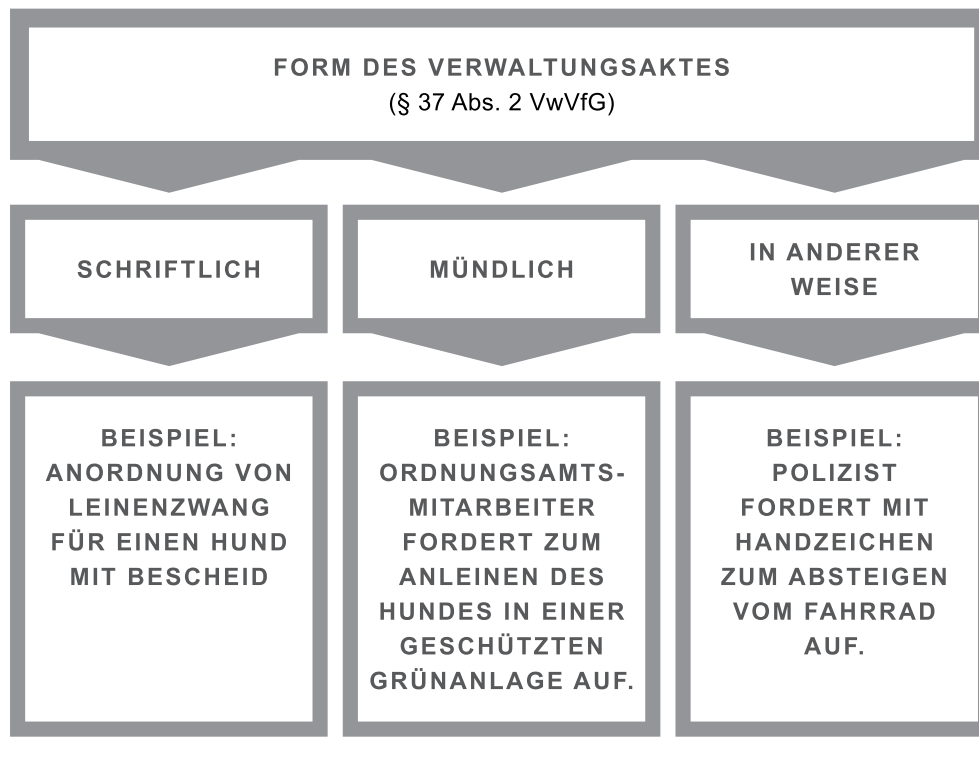 FORM DES VERWALTUNGSAKTES
(§ 37 Abs. 2 VwVfG)
SCHRIFTLICH
MÜNDLICH
IN ANDERER
WEISE
BEISPIEL:
ANORDNUNG VON
LEINENZWANG
FÜR EINEN HUND
MIT BESCHEID
BEISPIEL:
ORDNUNGSAMTS-
MITARBEITER
FORDERT ZUM
ANLEINEN DES
HUNDES IN EINER
GESCHÜTZTEN
GRÜNANLAGE AUF.
BEISPIEL:
POLIZIST
FORDERT MIT
HANDZEICHEN
ZUM ABSTEIGEN
VOM FAHRRAD
AUF.